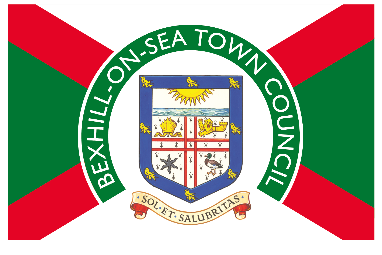 BEXHILL-ON-SEA TOWN COUNCIL
·SOL·ET·SALUBRITAS·